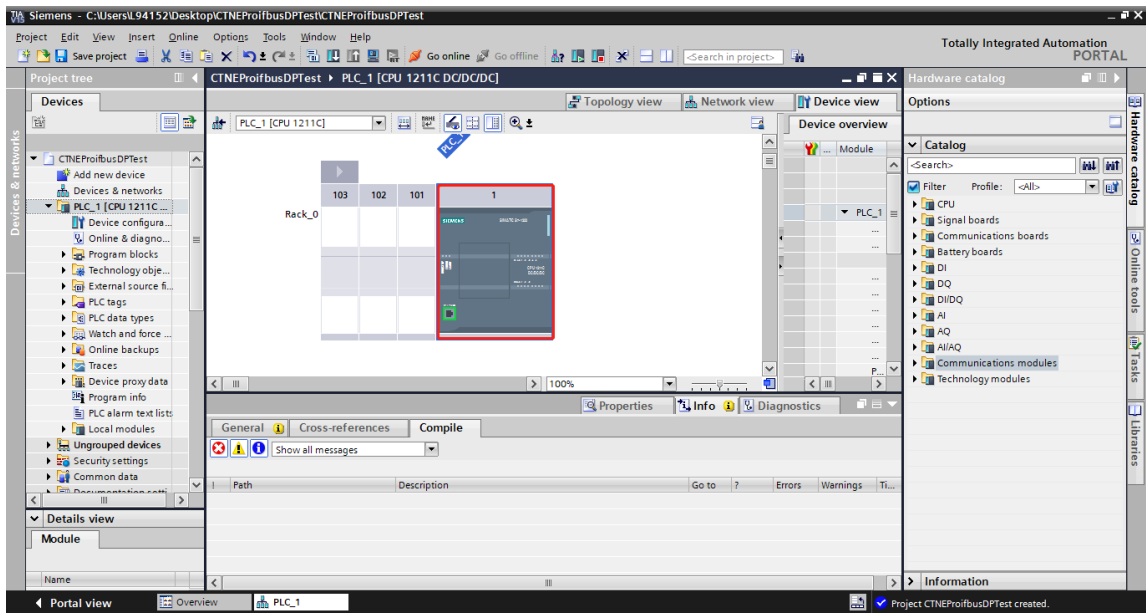 Siemens - C:\Users\L94152\Desktop\CTNEProifbusDPTest\CTNEProifbusDPTest
Project Edit View Insert Online Options Tools Window Help
Save project Go online Go offline <Search in project>
Totally Integrated Automation
PORTAL
Project tree
CTNEProifbusDPTest PLC_1 [CPU 1211C DC/DC/DC]
Hardware catalog
Devices
Topology view Network view Device view
Options
PLC_1 [CPU 1211C]
Device overview
... Module
PLC_1
103 102 101 1
Rack_0
SIEMENS
PLC_1
...
...
...
...
...
...
...
P...
100%
Devices & networks
CTNEProifbusDPTest
Add new device
Devices & networks
PLC_1 [CPU 1211C ...
Device configura...
Online & diagno...
Program blocks
Technology obje...
External source fi...
PLC tags
PLC data types
Watch and force ...
Online backups
Traces
Device proxy data
Program info
PLC alarm text lists
Local modules
Ungrouped devices
Security settings
Common data
Documentation setti
Details view
Module
Name
Catalog
<Search>
Filter Profile: <All>
CPU
Signal boards
Communications boards
Battery boards
DI
DQ
DI/DQ
AI
AQ
AI/AQ
Communications modules
Technology modules
Information
Hardware catalog
Online tools
Tasks
Libraries
Properties Info Diagnostics
General Cross-references Compile
Show all messages
! Path Description Go to ? Errors Warnings Ti...
Portal view Overview PLC_1 Project CTNEProifbusDPTest created.